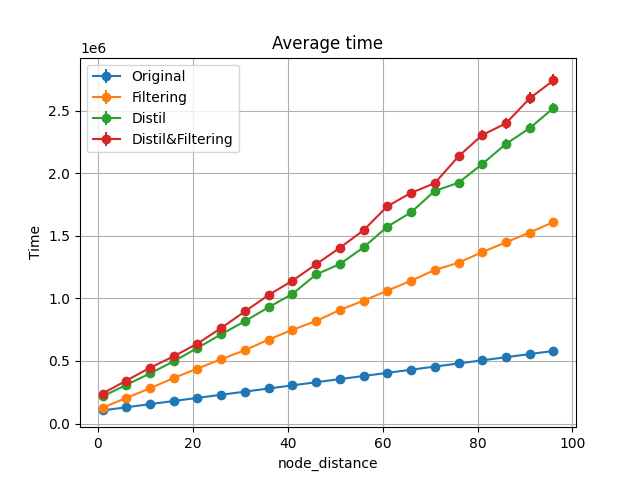 Average time
1e6
Original
Filtering
Distil
Distil&Filtering
2.5
2.0
1.5
1.0
0.5
0.0
Time
0 20 40 60 80 100
node_distance